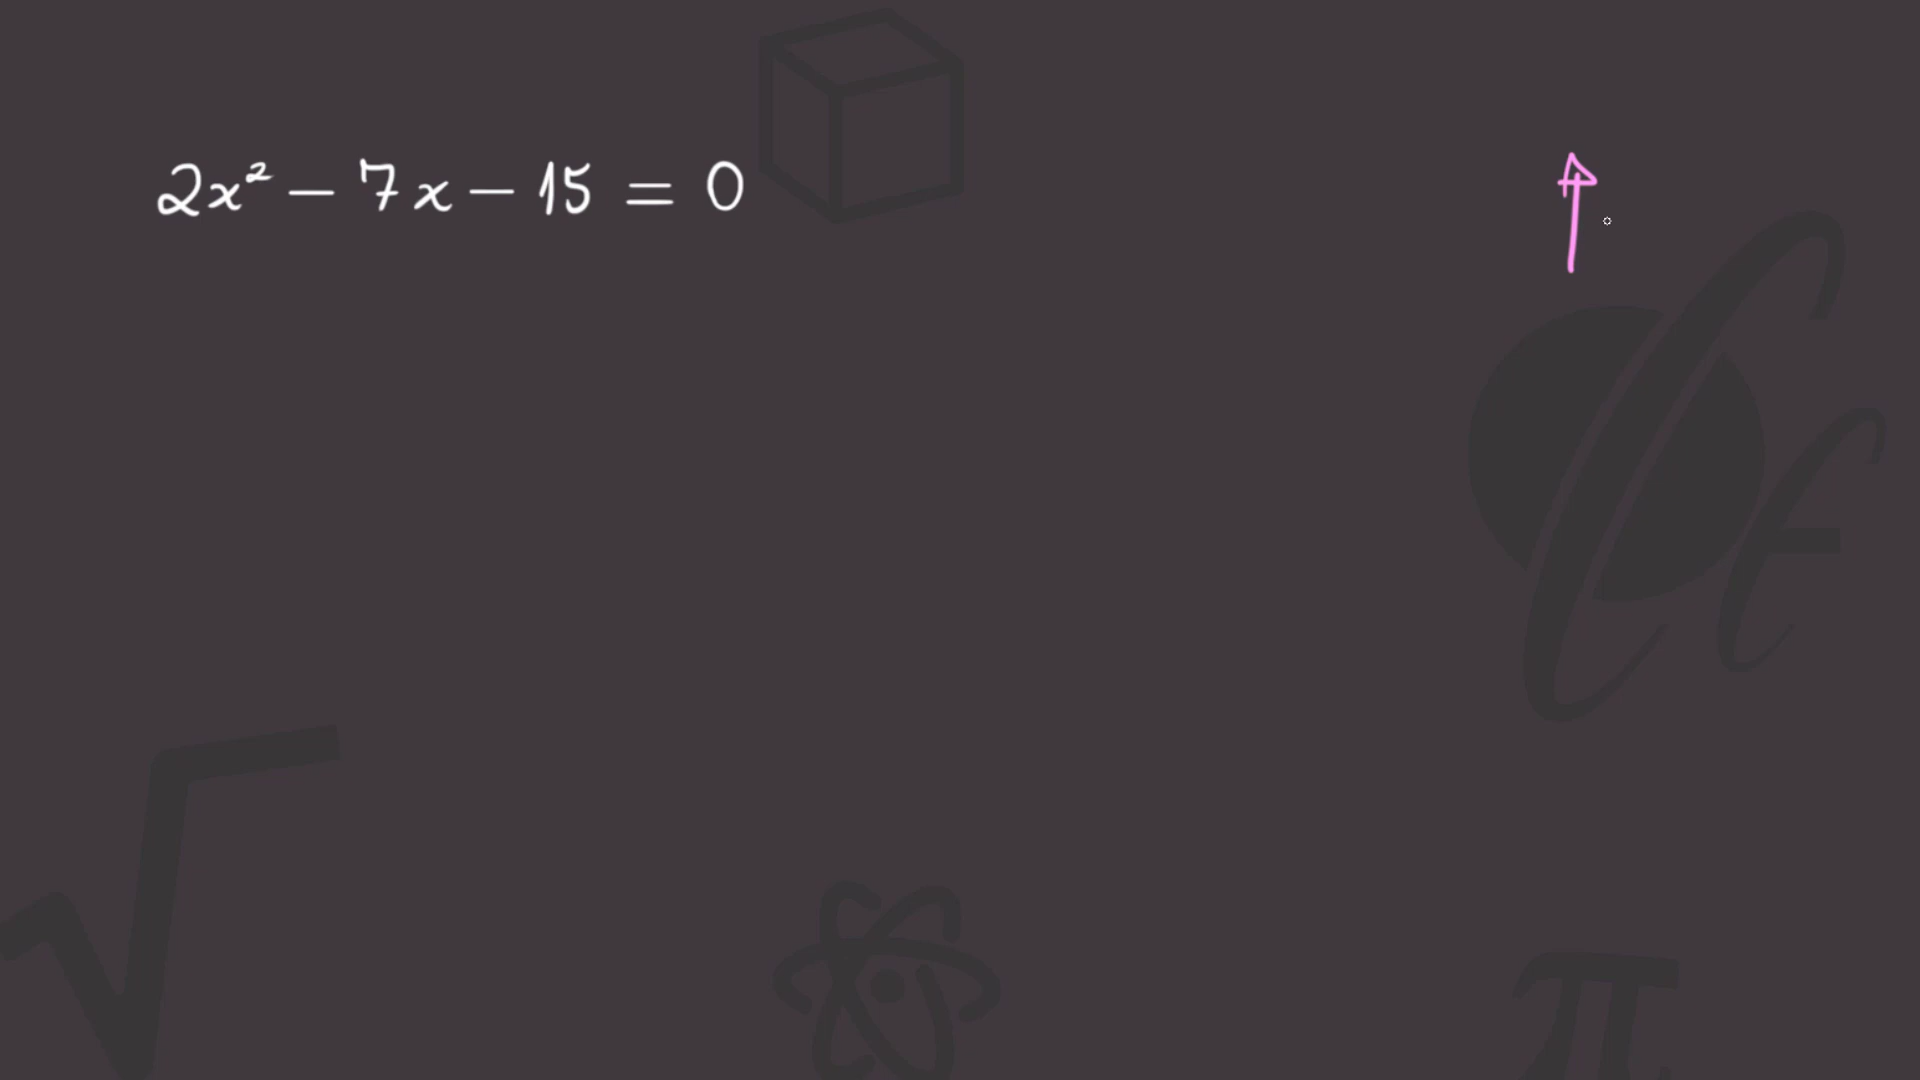 2x² - 7x - 15 = 0